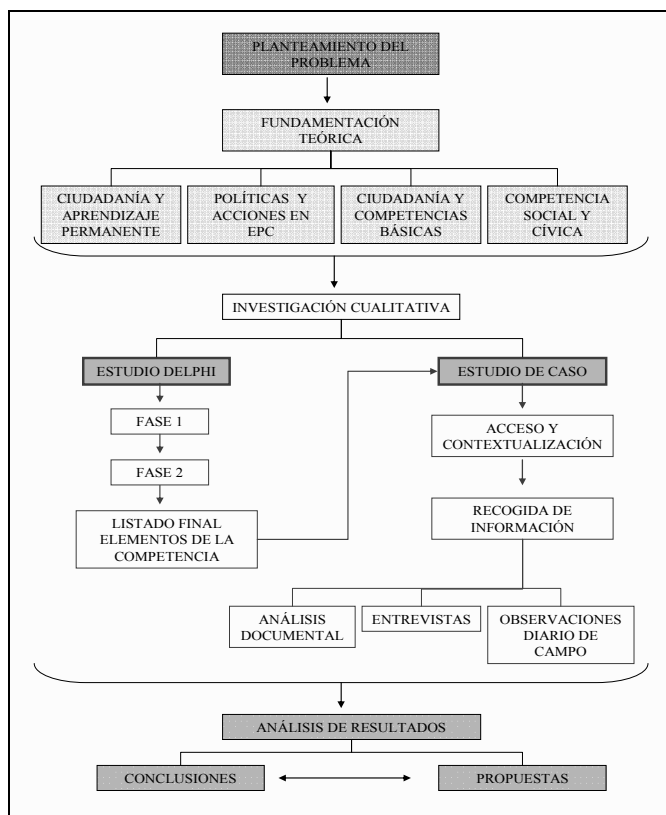 PLANTEAMIENTO DEL
PROBLEMA
FUNDAMENTACIÓN
TEÓRICA
CIUDADANÍA Y
APRENDIZAJE
PERMANENTE
POLÍTICAS Y
ACCIONES EN
EPC
CIUDADANÍA Y
COMPETENCIAS
BÁSICAS
COMPETENCIA
SOCIAL Y
CÍVICA
INVESTIGACIÓN CUALITATIVA
ESTUDIO DELPHI
ESTUDIO DE CASO
FASE 1
ACCESO Y
CONTEXTUALIZACIÓN
FASE 2
LISTADO FINAL
ELEMENTOS DE LA
COMPETENCIA
RECOGIDA DE
INFORMACIÓN
ANÁLISIS
DOCUMENTAL
ENTREVISTAS
OBSERVACIONES
DIARIO DE
CAMPO
ANÁLISIS DE RESULTADOS
CONCLUSIONES
PROPUESTAS